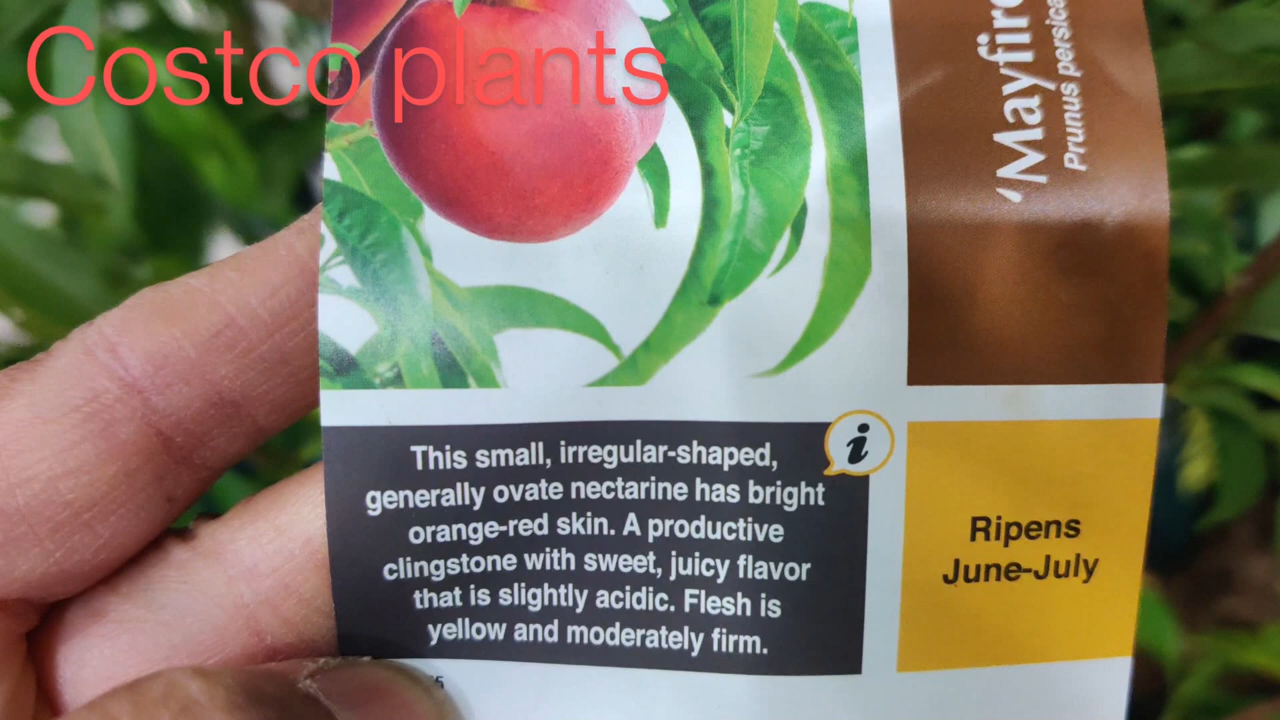 Costco plants
'Mayfire
Prunus persica
This small, irregular-shaped,
generally ovate nectarine has bright
orange-red skin. A productive
clingstone with sweet, juicy flavor
that is slightly acidic. Flesh is
yellow and moderately firm.
i
Ripens
June-July